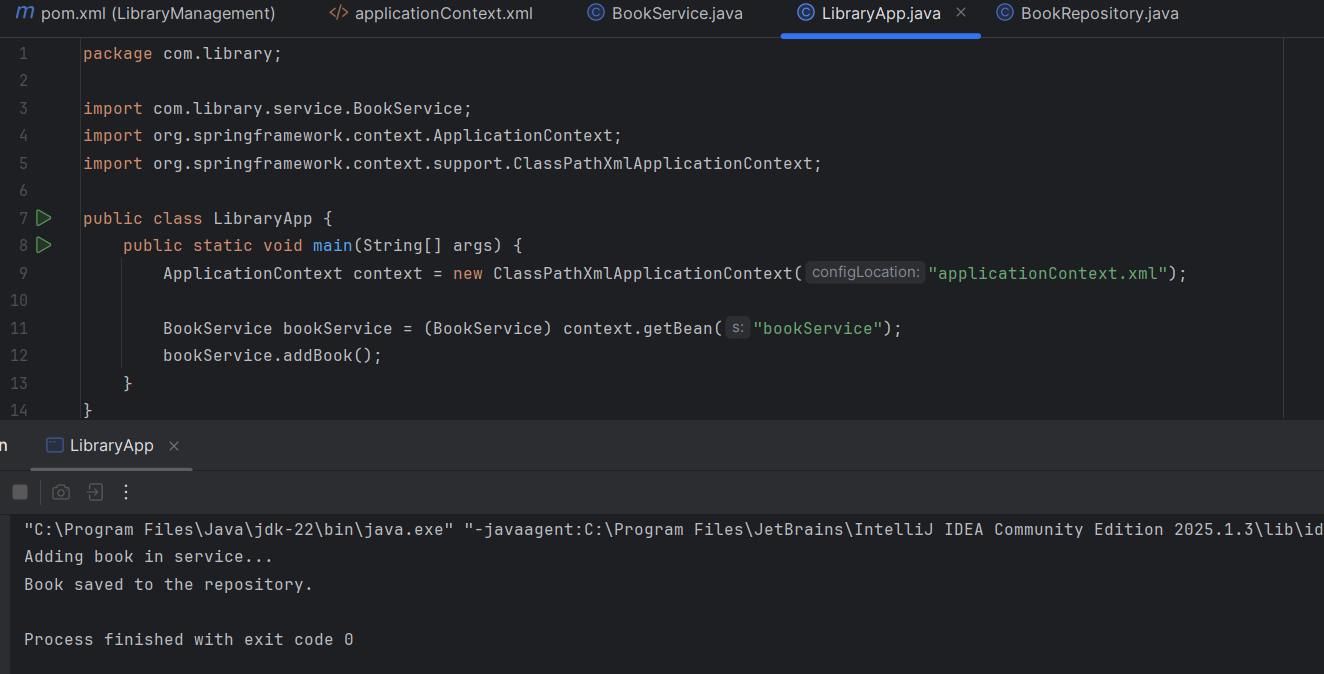 pom.xml (LibraryManagement) applicationContext.xml BookService.java LibraryApp.java BookRepository.java
1 package com.library;
2
3 import com.library.service.BookService;
4 import org.springframework.context.ApplicationContext;
5 import org.springframework.context.support.ClassPathXmlApplicationContext;
6
7 public class LibraryApp {
8 public static void main(String[] args) {
9 ApplicationContext context = new ClassPathXmlApplicationContext( configLocation: "applicationContext.xml");
10
11 BookService bookService = (BookService) context.getBean( s: "bookService");
12 bookService.addBook();
13 }
14 }
n LibraryApp
"C:\Program Files\Java\jdk-22\bin\java.exe" "-javaagent:C:\Program Files\JetBrains\IntelliJ IDEA Community Edition 2025.1.3\lib\id
Adding book in service...
Book saved to the repository.
Process finished with exit code 0